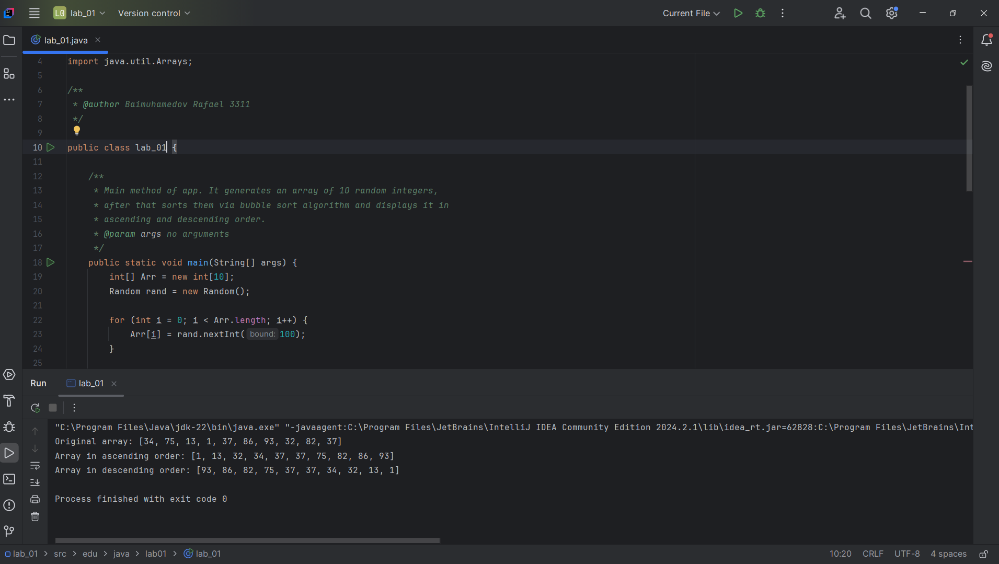 L0 lab_01 Version control Current File
lab_01.java
4 import java.util.Arrays;
5
6 /**
7 * @author Baimuhamedov Rafael 3311
8 */
9
10 public class lab_01 {
11
12 /**
13 * Main method of app. It generates an array of 10 random integers,
14 * after that sorts them via bubble sort algorithm and displays it in
15 * ascending and descending order.
16 * @param args no arguments
17 */
18 public static void main(String[] args) {
19 int[] Arr = new int[10];
20 Random rand = new Random();
21
22 for (int i = 0; i < Arr.length; i++) {
23 Arr[i] = rand.nextInt( bound: 100);
24 }
25
Run lab_01
"C:\Program Files\Java\jdk-22\bin\java.exe" "-javaagent:C:\Program Files\JetBrains\IntelliJ IDEA Community Edition 2024.2.1\lib\idea_rt.jar=62828:C:\Program Files\JetBrains\Int
Original array: [34, 75, 13, 1, 37, 86, 93, 32, 82, 37]
Array in ascending order: [1, 13, 32, 34, 37, 37, 75, 82, 86, 93]
Array in descending order: [93, 86, 82, 75, 37, 37, 34, 32, 13, 1]
Process finished with exit code 0
lab_01 > src > edu > java > lab01 > lab_01 10:20 CRLF UTF-8 4 spaces